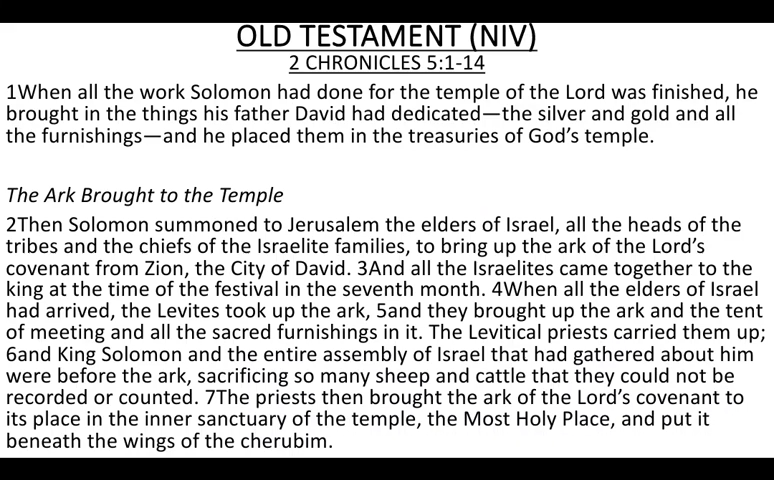 OLD TESTAMENT (NIV)
2 CHRONICLES 5:1-14
1When all the work Solomon had done for the temple of the Lord was finished, he
brought in the things his father David had dedicated—the silver and gold and all
the furnishings—and he placed them in the treasuries of God’s temple.
The Ark Brought to the Temple
2Then Solomon summoned to Jerusalem the elders of Israel, all the heads of the
tribes and the chiefs of the Israelite families, to bring up the ark of the Lord’s
covenant from Zion, the City of David. 3And all the Israelites came together to the
king at the time of the festival in the seventh month. 4When all the elders of Israel
had arrived, the Levites took up the ark, 5and they brought up the ark and the tent
of meeting and all the sacred furnishings in it. The Levitical priests carried them up;
6and King Solomon and the entire assembly of Israel that had gathered about him
were before the ark, sacrificing so many sheep and cattle that they could not be
recorded or counted. 7The priests then brought the ark of the Lord’s covenant to
its place in the inner sanctuary of the temple, the Most Holy Place, and put it
beneath the wings of the cherubim.